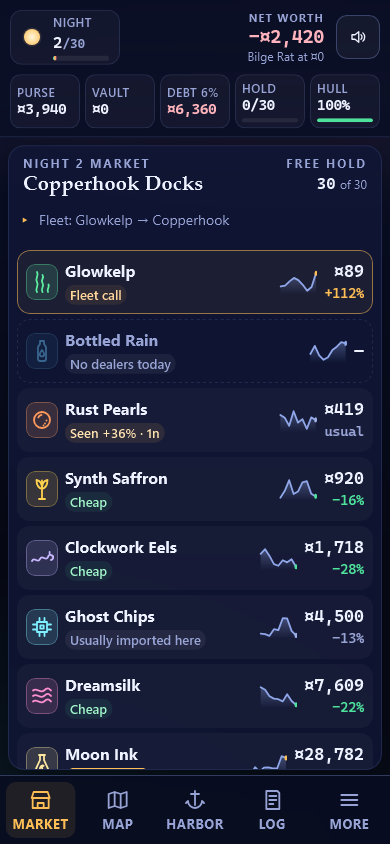 NIGHT
2/30
NET WORTH
−¤2,420
Bilge Rat at ¤0
PURSE
¤3,940
VAULT
¤0
DEBT 6%
¤6,360
HOLD
0/30
HULL
100%
NIGHT 2 MARKET
FREE HOLD
Copperhook Docks
30 of 30
Fleet: Glowkelp → Copperhook
Glowkelp
¤89
Fleet call
+112%
Bottled Rain
–
No dealers today
Rust Pearls
¤419
Seen +36% · 1n
usual
Synth Saffron
¤920
Cheap
−16%
Clockwork Eels
¤1,718
Cheap
−28%
Ghost Chips
¤4,500
Usually imported here
−13%
Dreamsilk
¤7,609
Cheap
−22%
Moon Ink
¤28,782
MARKET
MAP
HARBOR
LOG
MORE